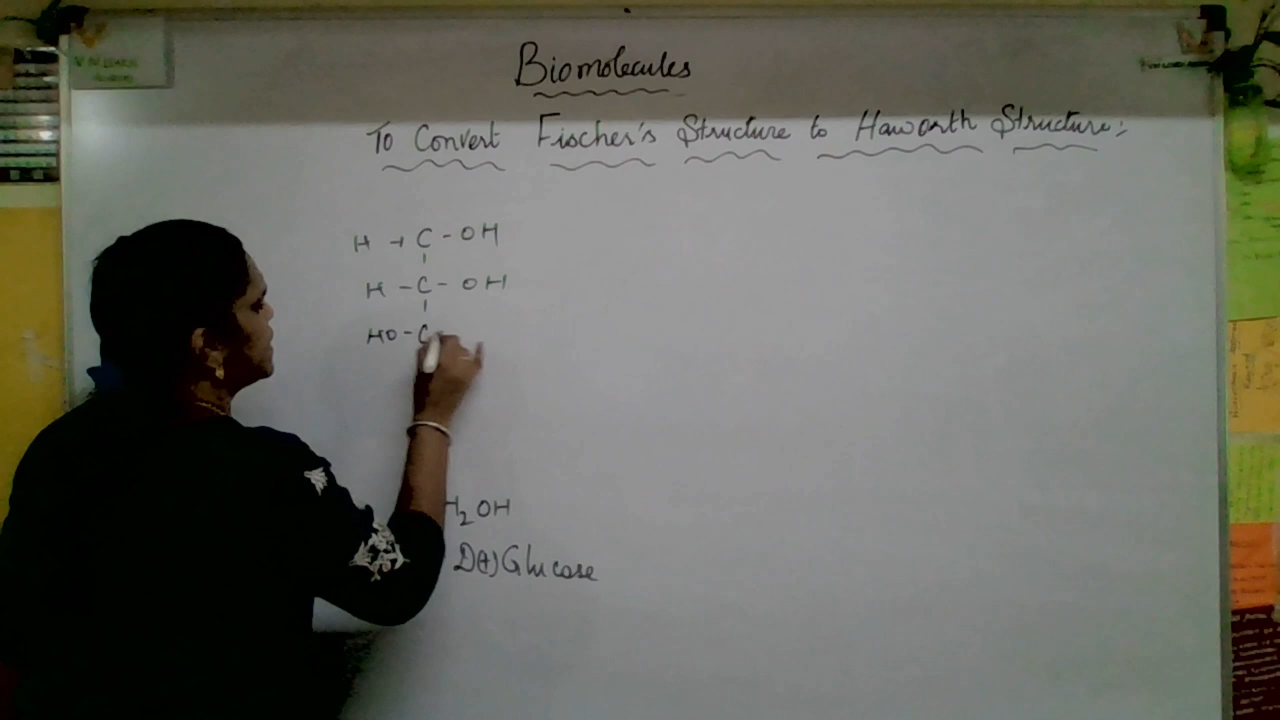 Biomolecules
To Convert Fischer's Structure to Haworth Structure:
H - C - OH
H - C - OH
HO - C
H2OH
D(+) Glucose